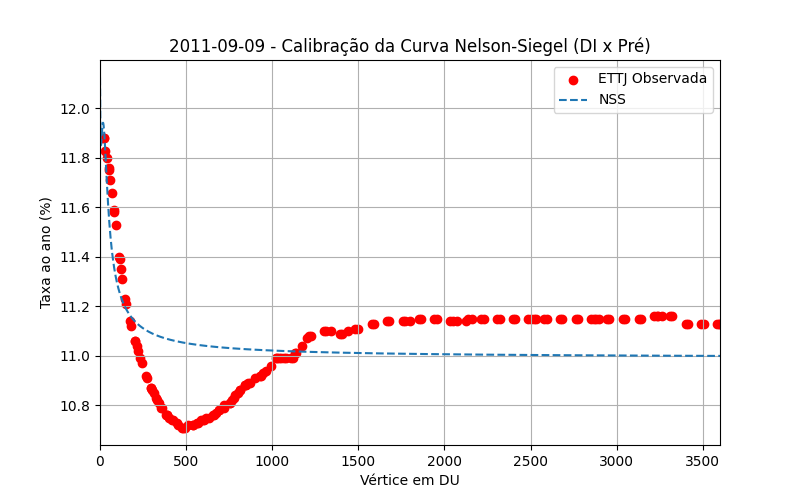 2011-09-09 - Calibração da Curva Nelson-Siegel (DI x Pré)
ETTJ Observada
NSS
Taxa ao ano (%)
12.0
11.8
11.6
11.4
11.2
11.0
10.8
0 500 1000 1500 2000 2500 3000 3500
Vértice em DU